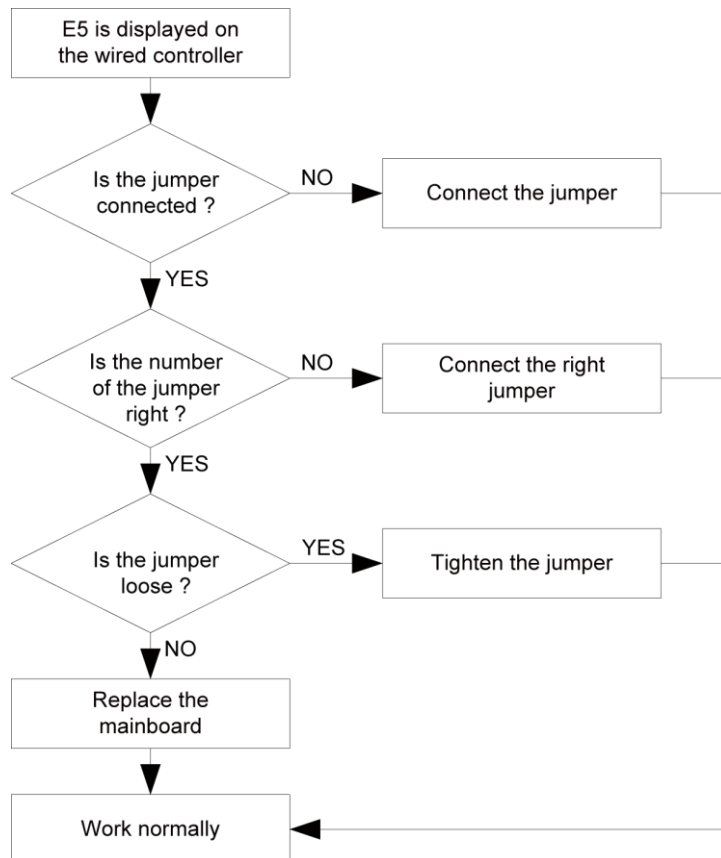 E5 is displayed on
the wired controller
Is the jumper
connected ?
NO
Connect the jumper
YES
Is the number
of the jumper
right ?
NO
Connect the right
jumper
YES
Is the jumper
loose ?
YES
Tighten the jumper
NO
Replace the
mainboard
Work normally